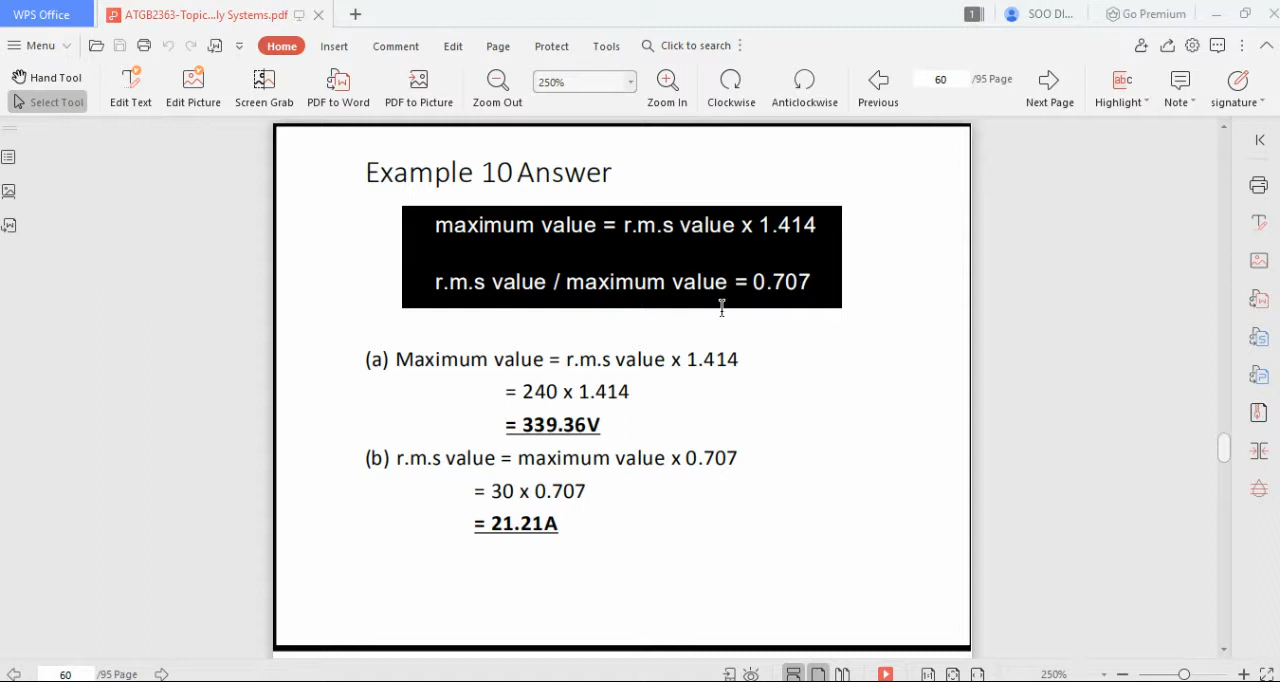 WPS Office
ATGB2363-Topic...ly Systems.pdf
1
SOO DI...
Go Premium
Menu
Home
Insert
Comment
Edit
Page
Protect
Tools
Click to search
Hand Tool
Select Tool
Edit Text
Edit Picture
Screen Grab
PDF to Word
PDF to Picture
Zoom Out
250%
Zoom In
Clockwise
Anticlockwise
Previous
60 /95 Page
Next Page
Highlight
Note
signature
Example 10 Answer
maximum value = r.m.s value x 1.414
r.m.s value / maximum value = 0.707
(a) Maximum value = r.m.s value x 1.414
= 240 x 1.414
= 339.36V
(b) r.m.s value = maximum value x 0.707
= 30 x 0.707
= 21.21A
60 /95 Page
250%